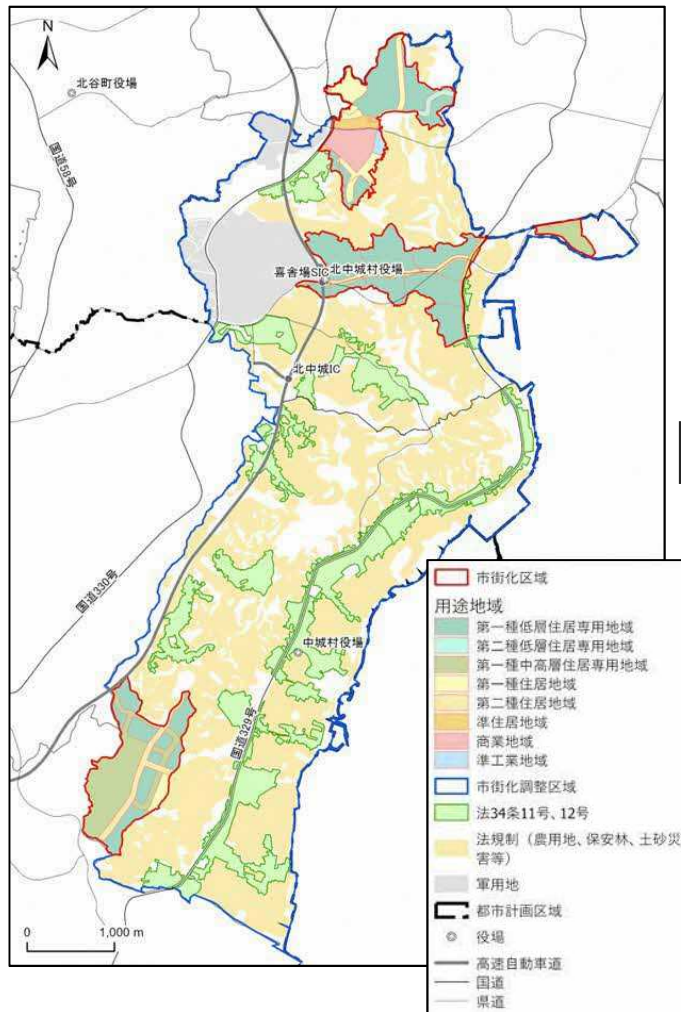 N
北谷町役場
国道58号
喜舎場SIC
北中城村役場
北中城IC
国道330号
中城村役場
国道329号
0 1,000 m
市街化区域
用途地域
第一種低層住居専用地域
第二種低層住居専用地域
第一種中高層住居専用地域
第一種住居地域
第二種住居地域
準住居地域
商業地域
準工業地域
市街化調整区域
法34条11号、12号
法規制（農用地、保安林、土砂災
害等）
軍用地
都市計画区域
役場
高速自動車道
国道
県道